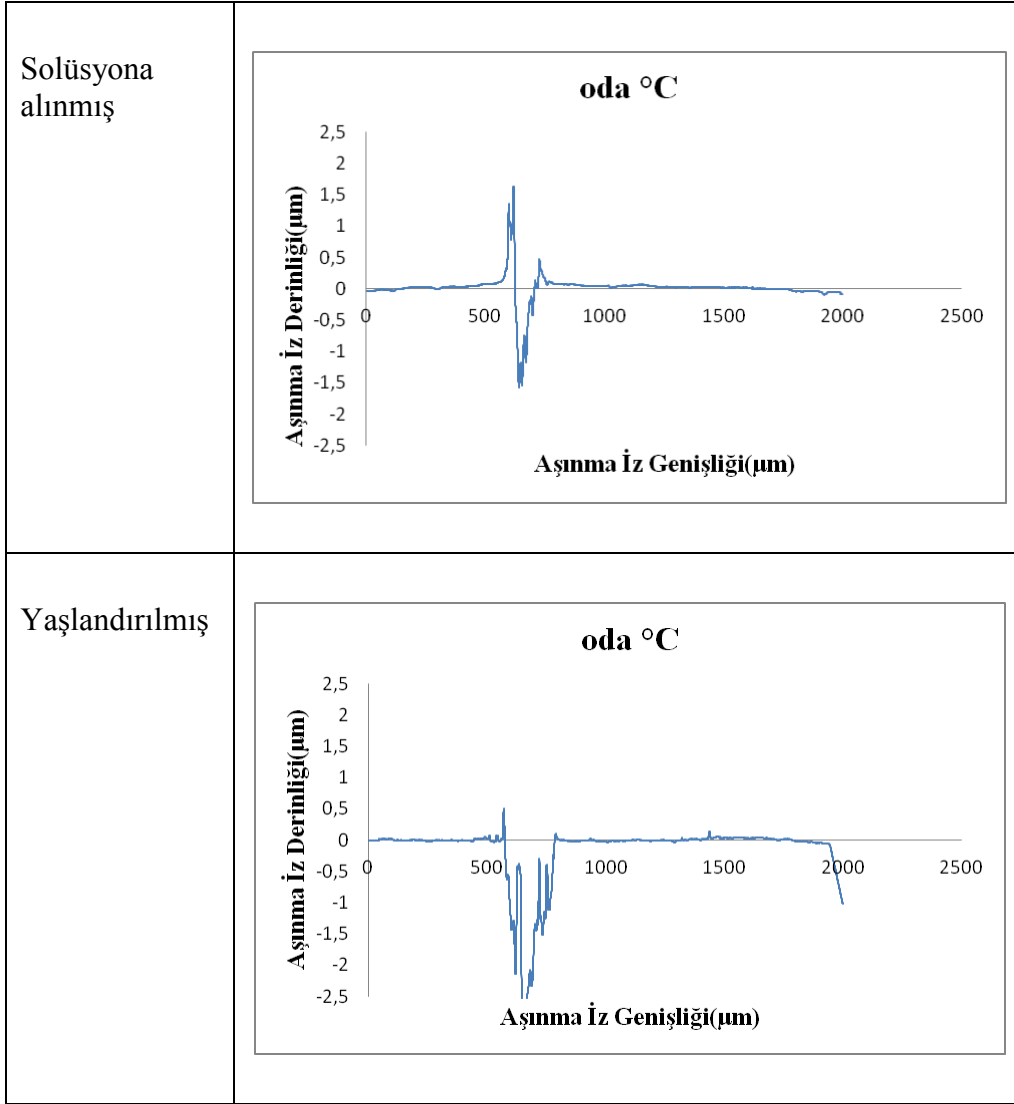 Solüsyona
alınmış
oda °C
Aşınma İz Derinliği(µm)
2,5
2
1,5
1
0,5
0
-0,5
-1
-1,5
-2
-2,5
0 500 1000 1500 2000 2500
Aşınma İz Genişliği(µm)
Yaşlandırılmış
oda °C
Aşınma İz Derinliği(µm)
2,5
2
1,5
1
0,5
0
-0,5
-1
-1,5
-2
-2,5
0 500 1000 1500 2000 2500
Aşınma İz Genişliği(µm)